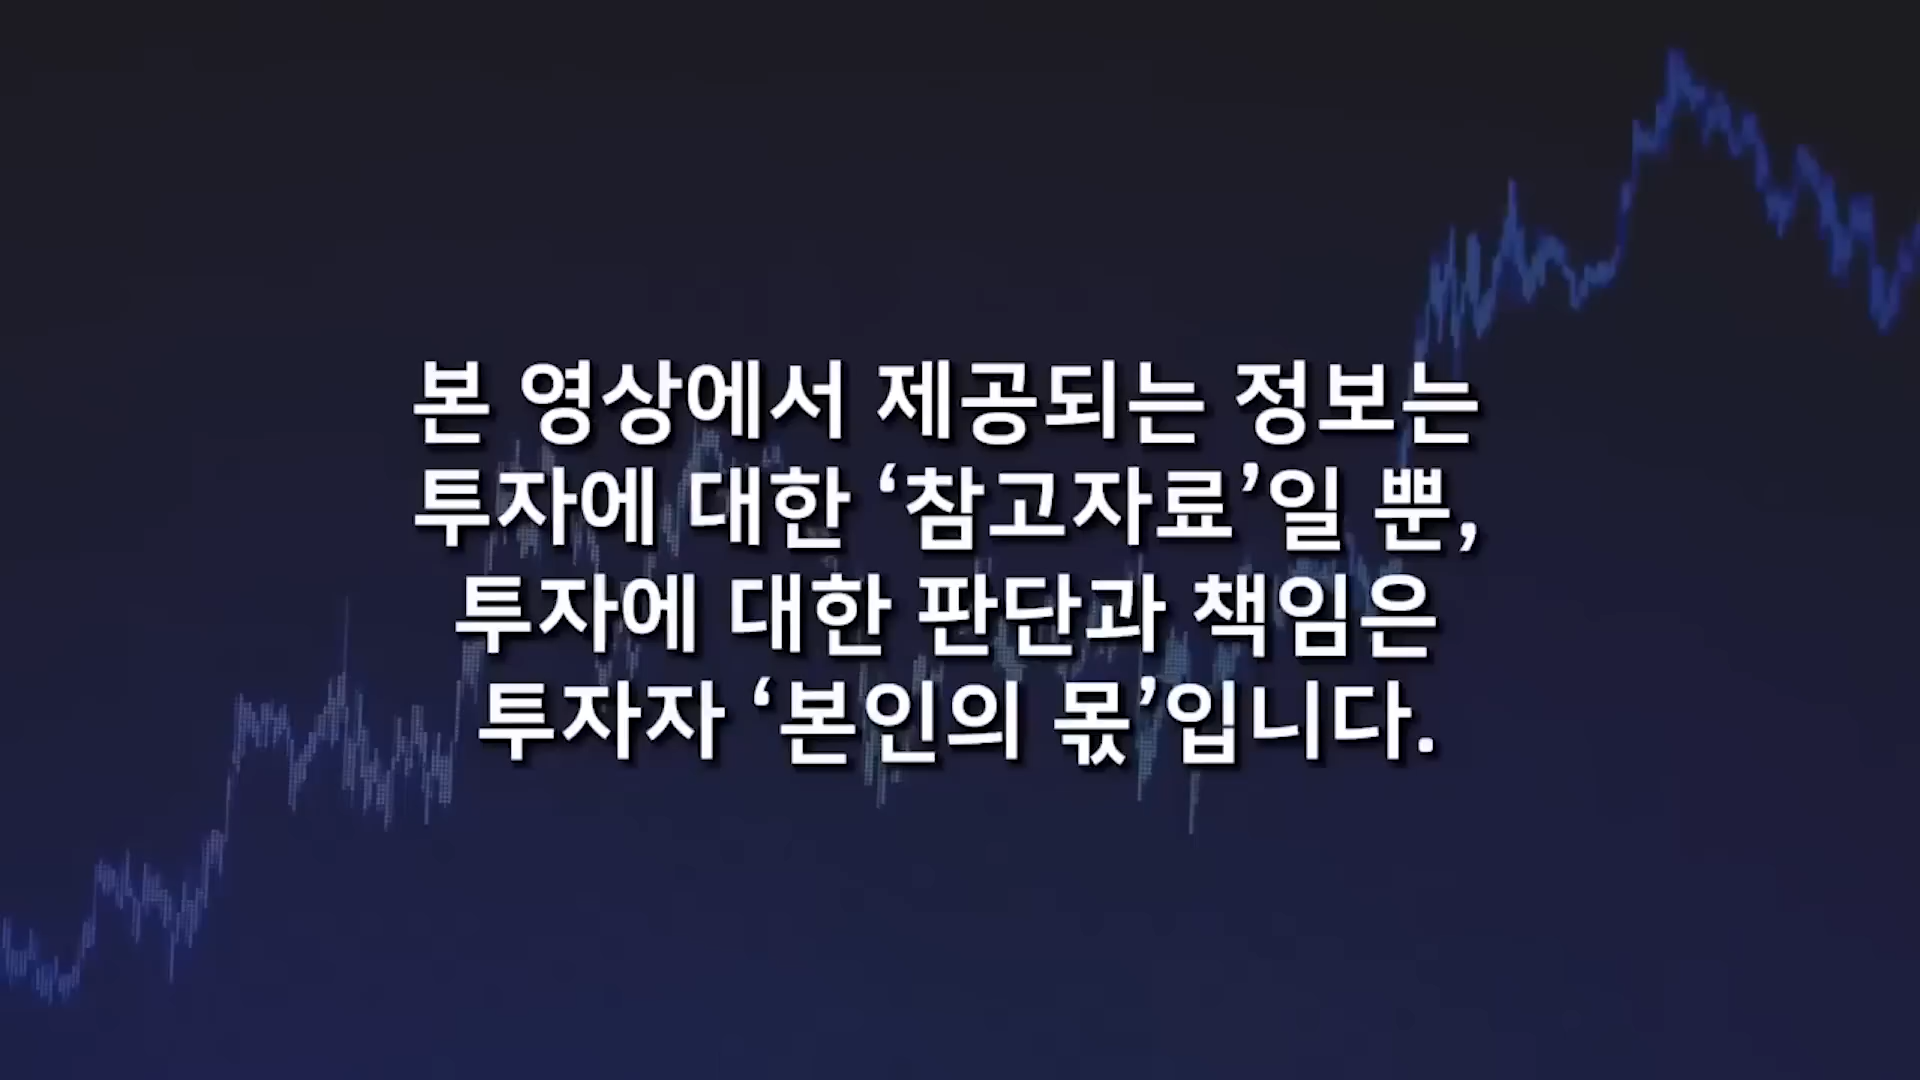 본 영상에서 제공되는 정보는
투자에 대한 ‘참고자료’일 뿐,
투자에 대한 판단과 책임은
투자자 ‘본인의 몫’입니다.